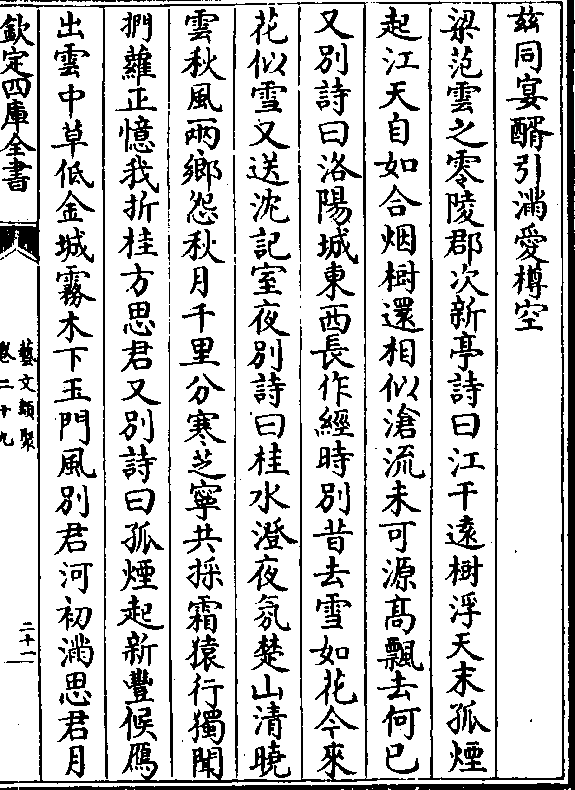 兹同宴醑引滿愛樽空
梁范雲之零陵郡次新亭詩曰江干遠樹浮天末孤煙
起江天自如合烟樹還相似滄流未可源髙飄去何已
又别詩曰洛陽城東西長作經時别昔去雪如花今來
花似雪又送沈記室夜别詩曰桂水澄夜氛楚山清曉
雲秋風兩鄉怨秋月千里分寒芝寧共採霜猿行獨聞
捫蘿正憶我折桂方思君又别詩曰孤煙起新豐候鴈
出雲中草低金城霧木下玉門風别君河初滿思君月
欽定四庫全書
藝文類聚
卷二十九
二十一